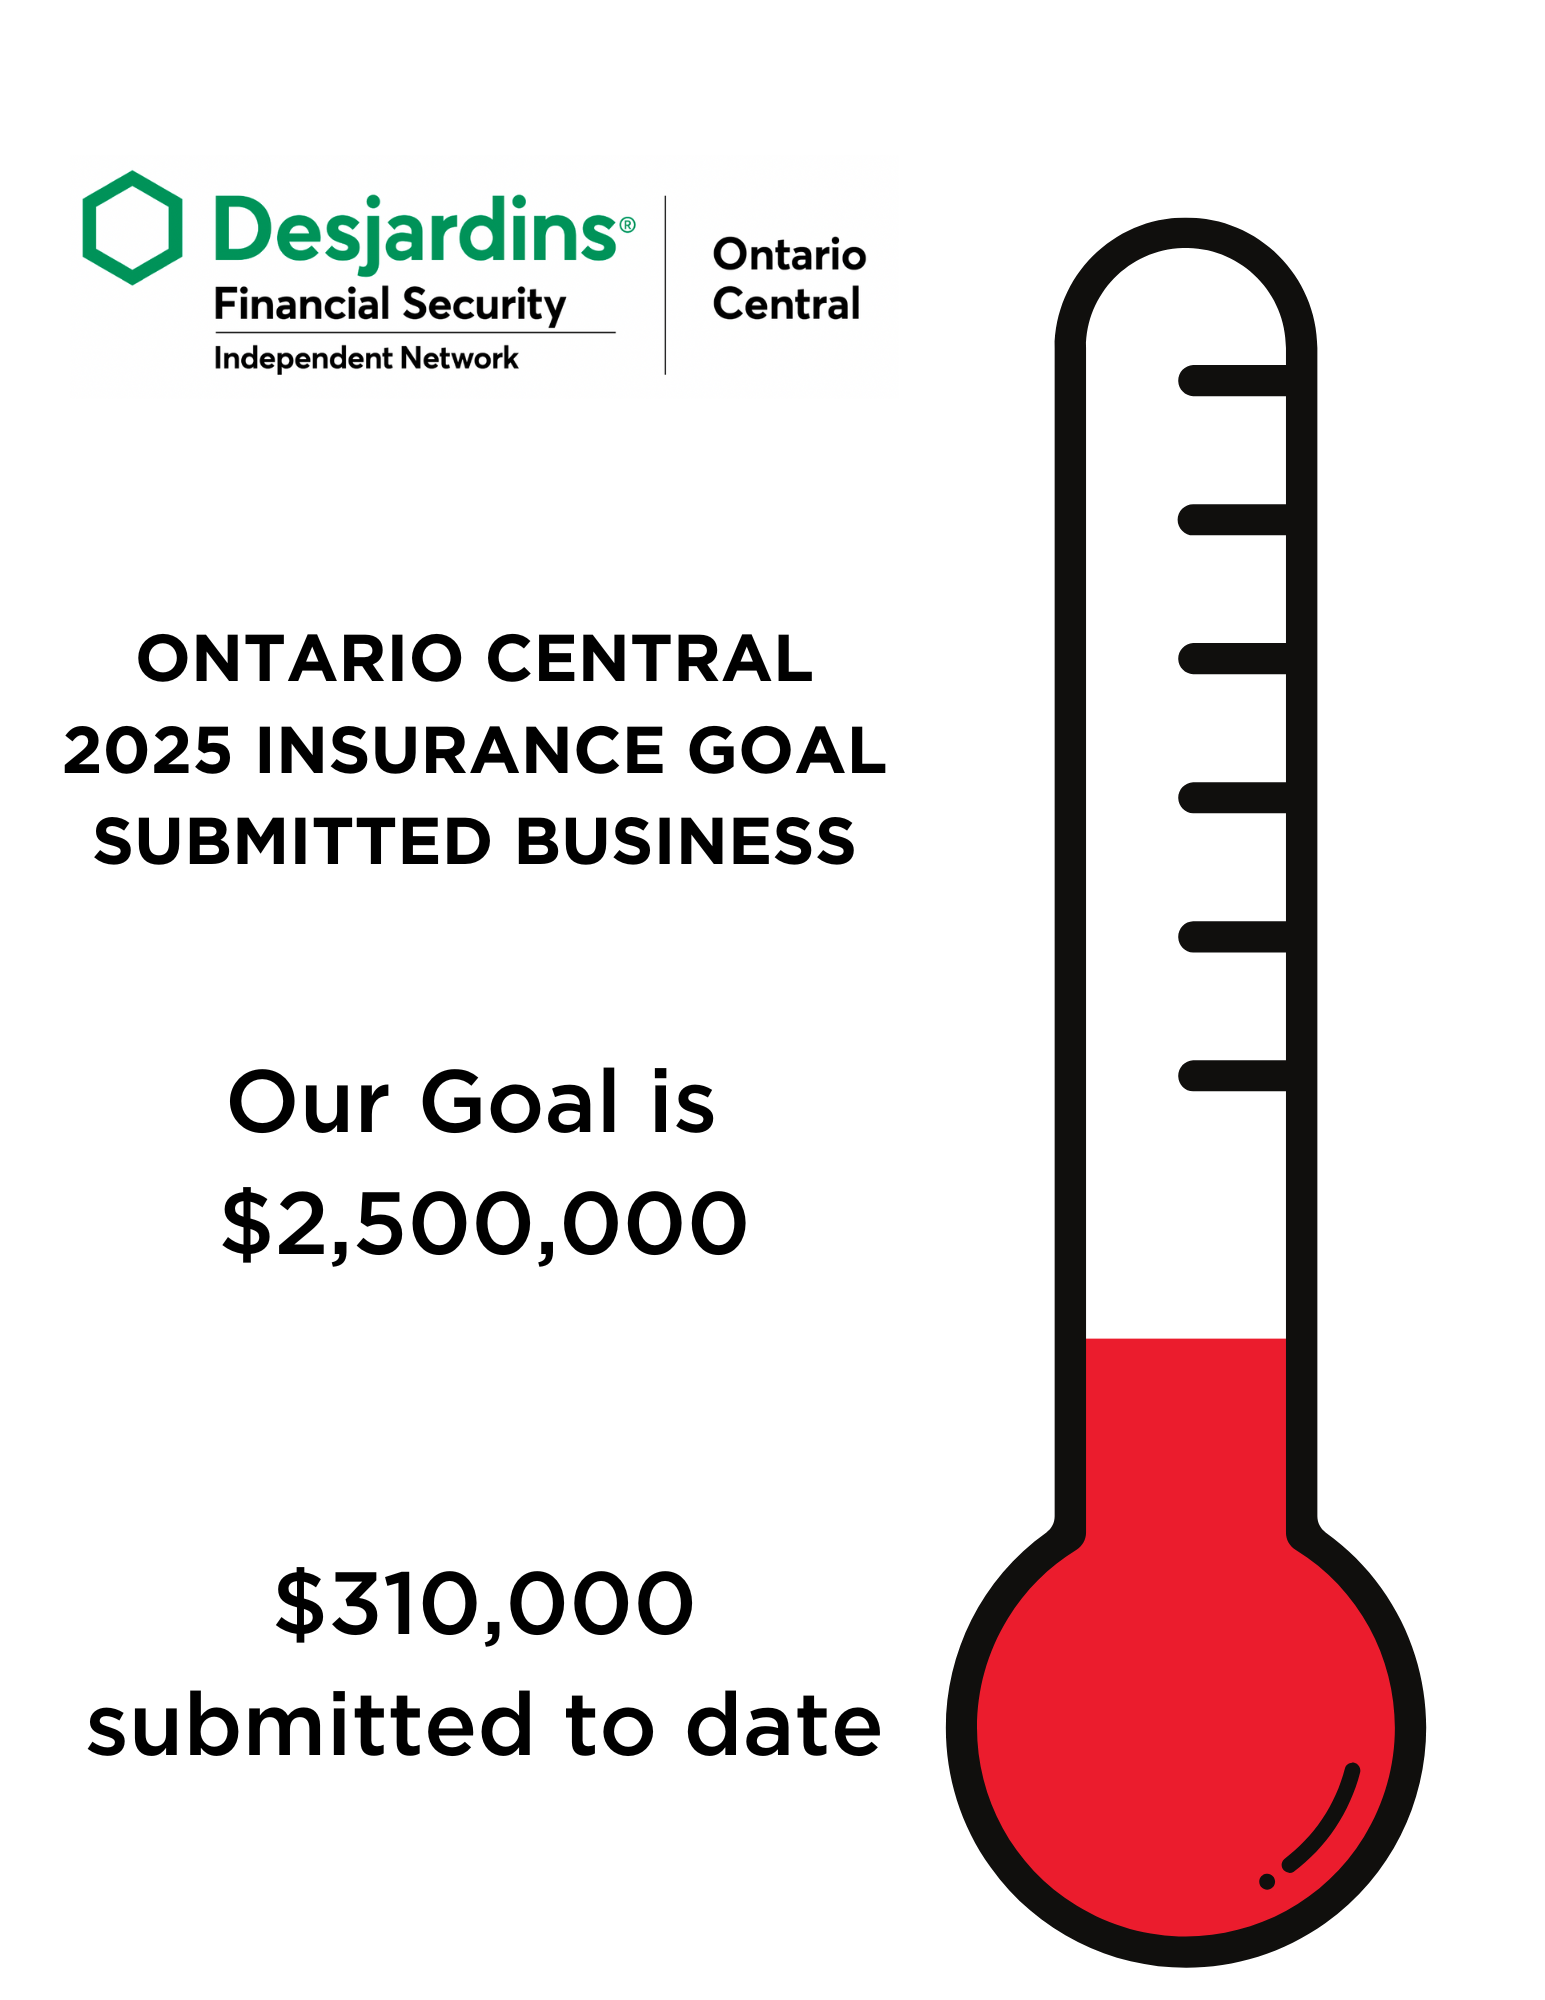 Desjardins®
Financial Security
Independent Network
Ontario
Central
ONTARIO CENTRAL
2025 INSURANCE GOAL
SUBMITTED BUSINESS
Our Goal is
$2,500,000
$310,000
submitted to date